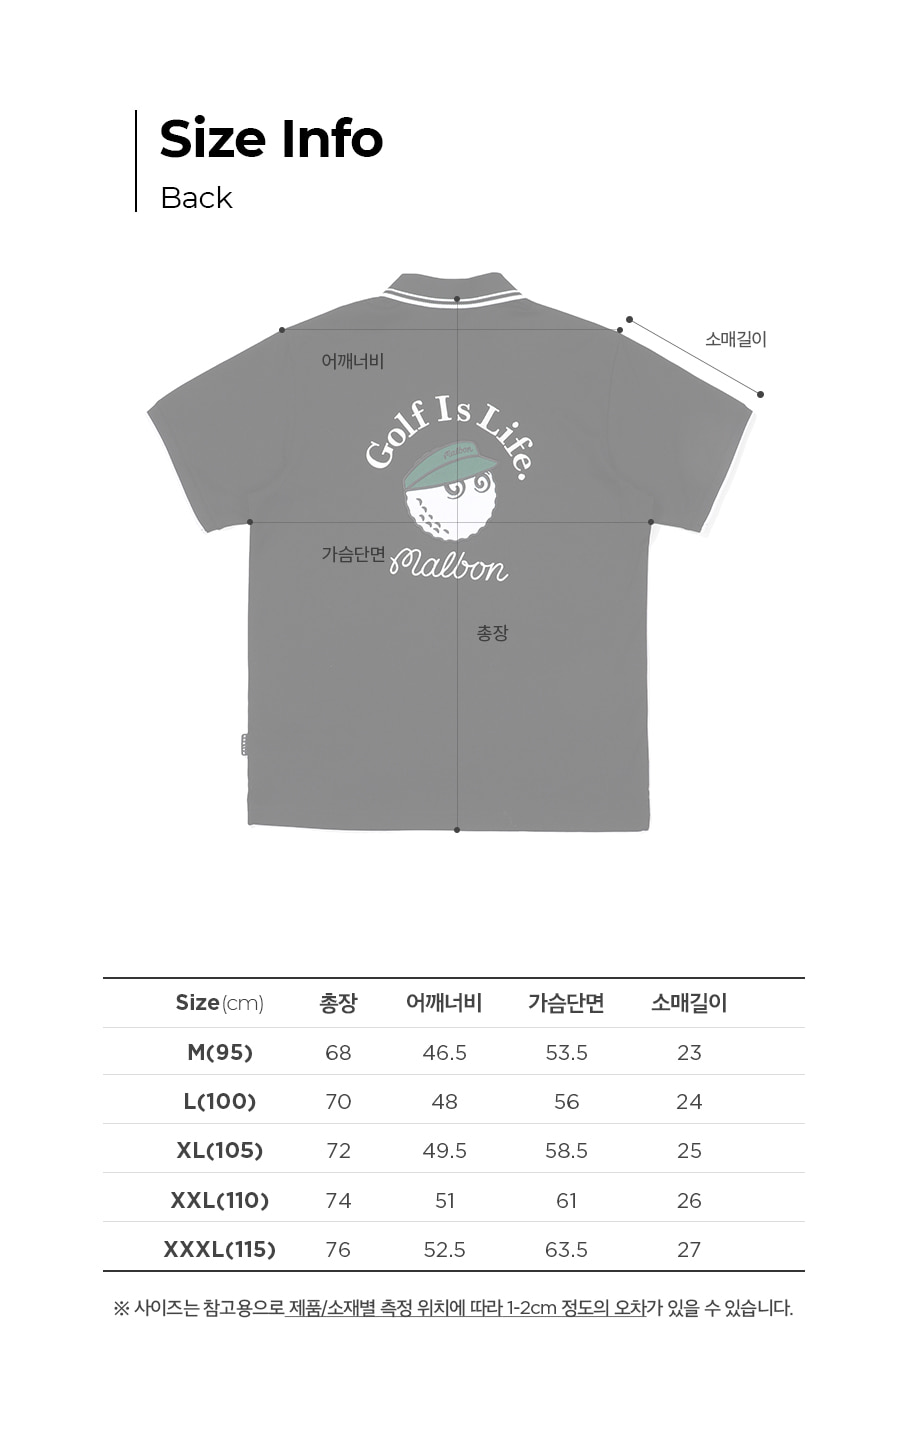 Size Info
Back
소매길이
어깨너비
Golf Is Life.
Malbon
가슴단면
Malbon
총장
Size(cm) 총장 어깨너비 가슴단면 소매길이
M(95) 68 46.5 53.5 23
L(100) 70 48 56 24
XL(105) 72 49.5 58.5 25
XXL(110) 74 51 61 26
XXXL(115) 76 52.5 63.5 27
※ 사이즈는 참고용으로 제품/소재별 측정 위치에 따라 1-2cm 정도의 오차가 있을 수 있습니다.